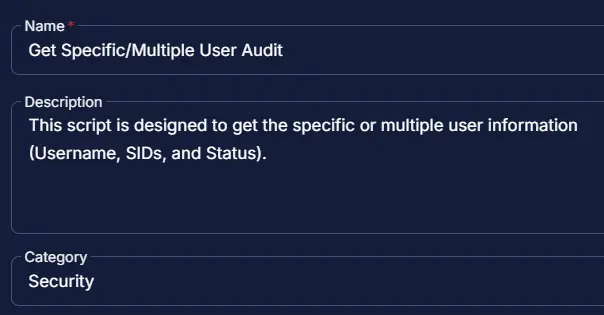 Name *
Get Specific/Multiple User Audit
Description
This script is designed to get the specific or multiple user information
(Username, SIDs, and Status).
Category
Security